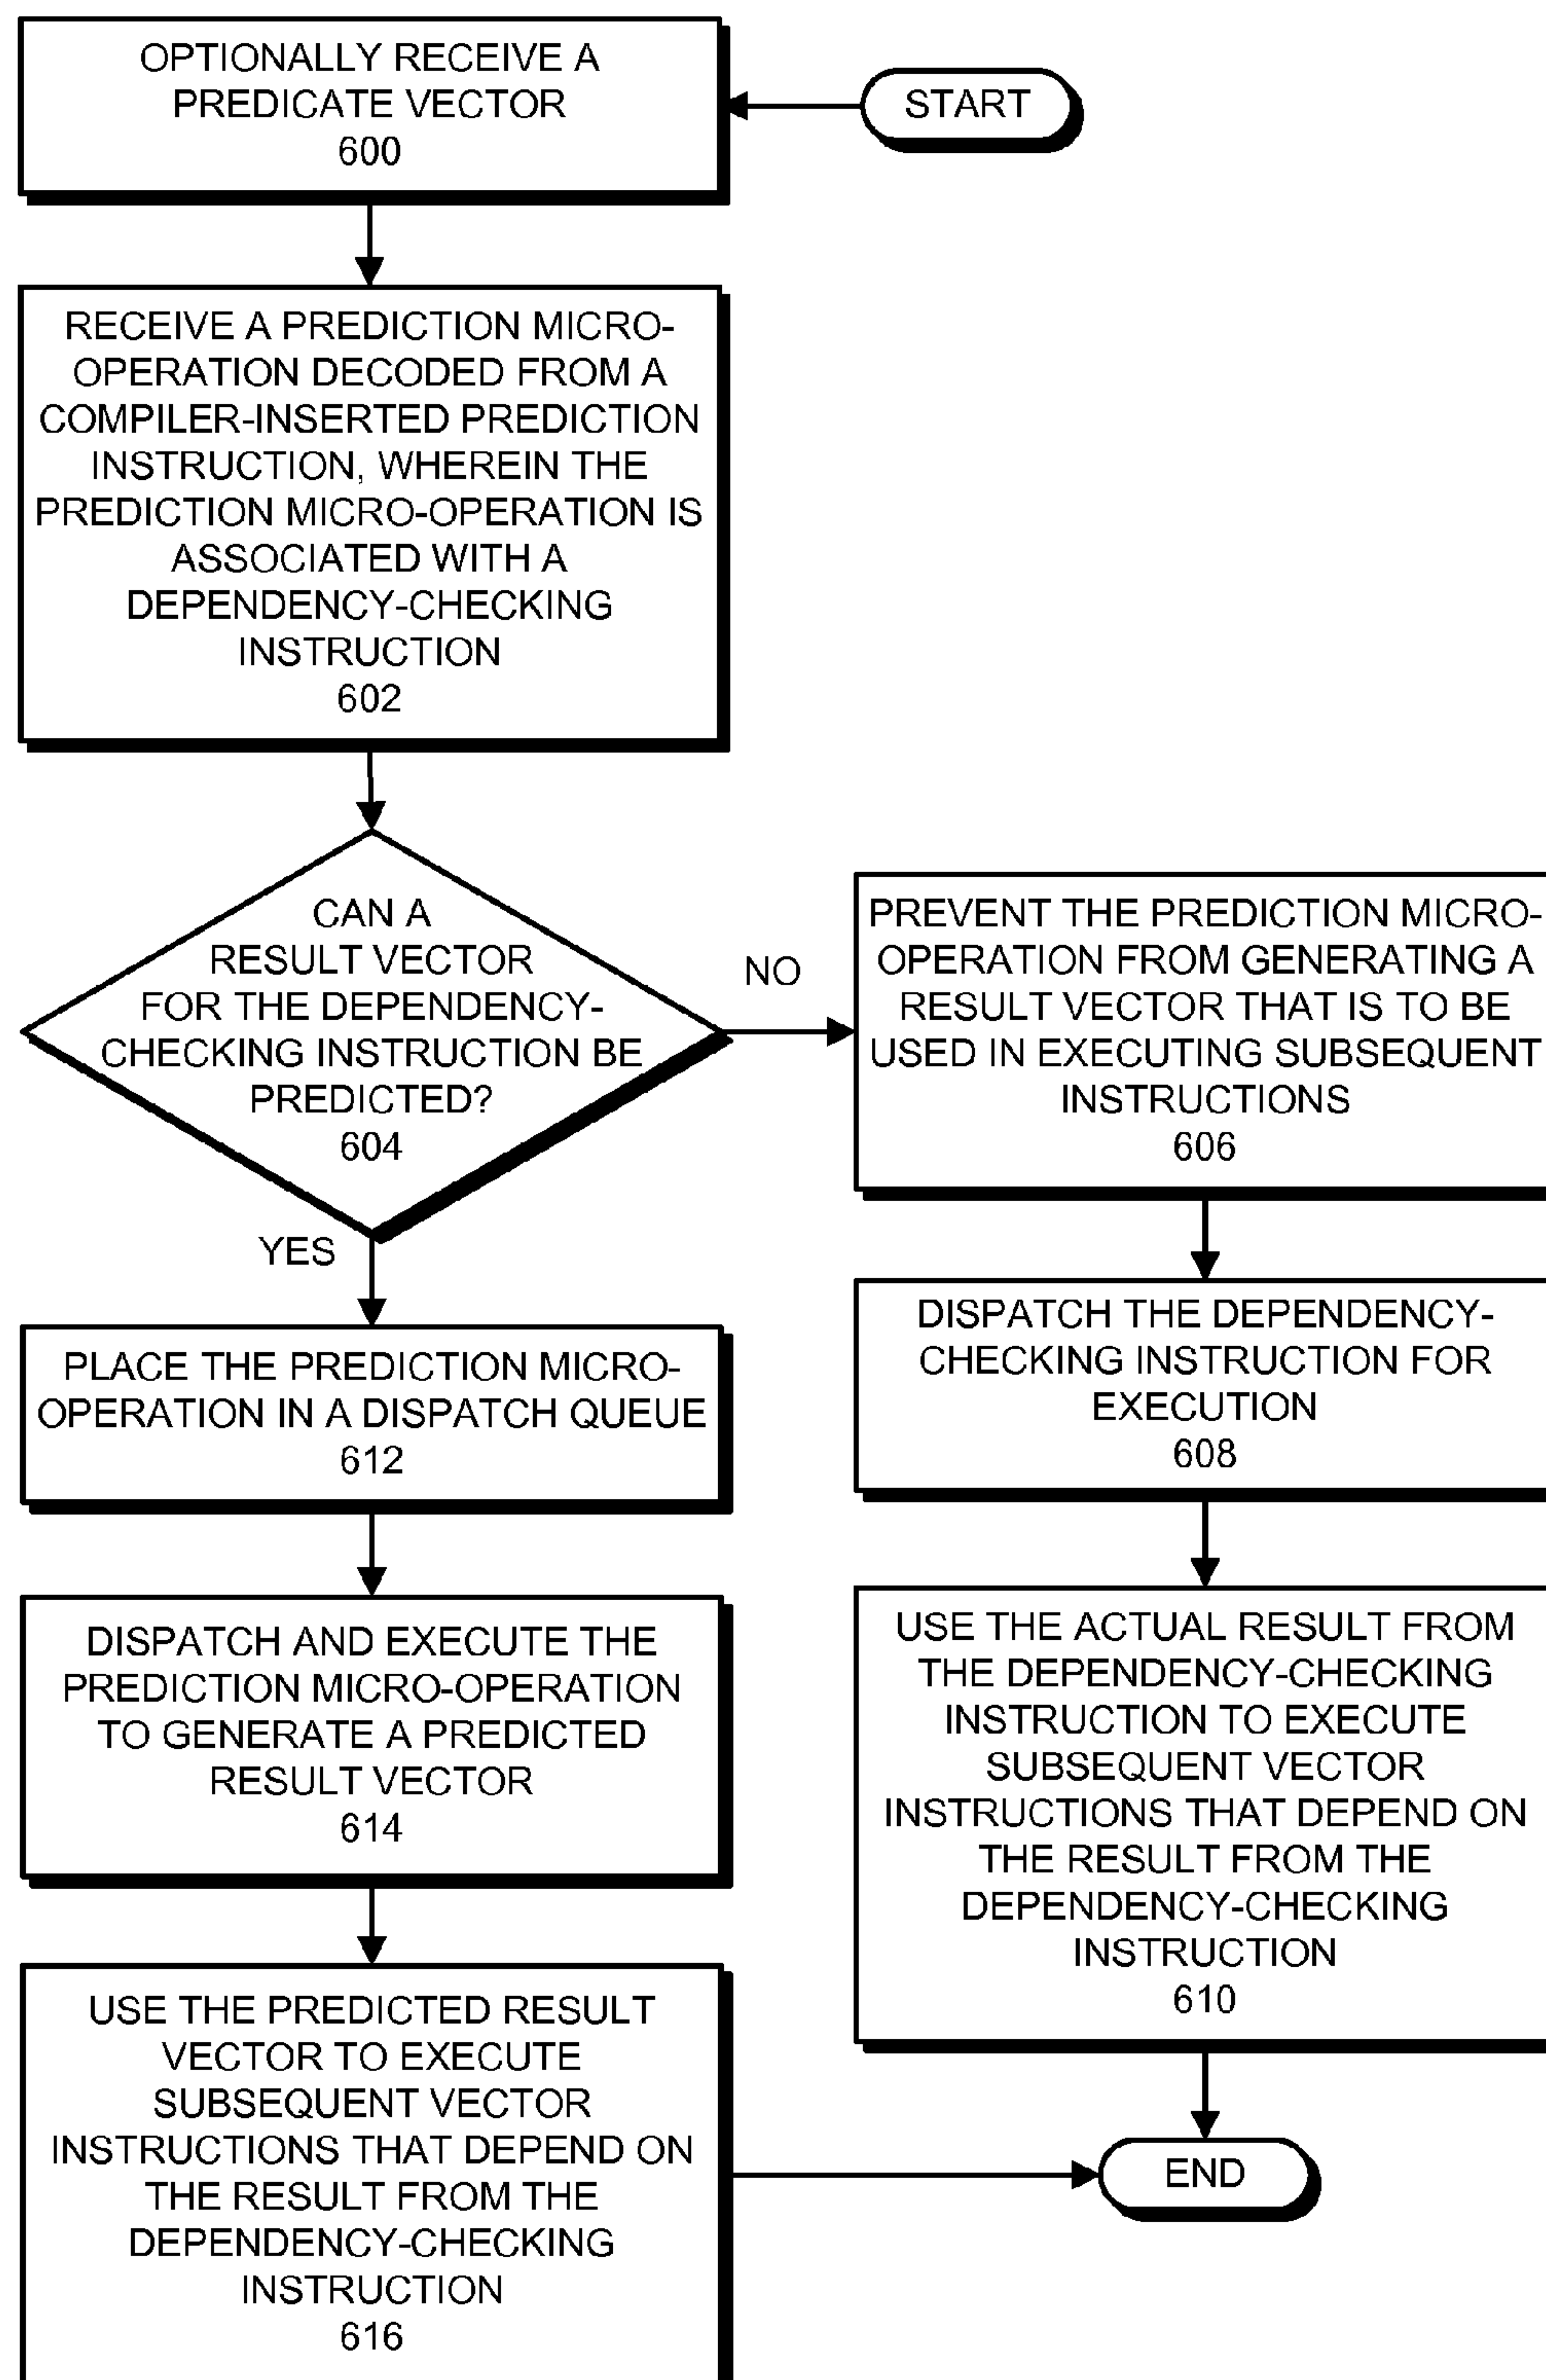 START
OPTIONALLY RECEIVE A
PREDICATE VECTOR
600
RECEIVE A PREDICTION MICRO-
OPERATION DECODED FROM A
COMPILER-INSERTED PREDICTION
INSTRUCTION, WHEREIN THE
PREDICTION MICRO-OPERATION IS
ASSOCIATED WITH A
DEPENDENCY-CHECKING
INSTRUCTION
602
CAN A
RESULT VECTOR
FOR THE DEPENDENCY-
CHECKING INSTRUCTION BE
PREDICTED?
604
NO
PREVENT THE PREDICTION MICRO-
OPERATION FROM GENERATING A
RESULT VECTOR THAT IS TO BE
USED IN EXECUTING SUBSEQUENT
INSTRUCTIONS
606
DISPATCH THE DEPENDENCY-
CHECKING INSTRUCTION FOR
EXECUTION
608
USE THE ACTUAL RESULT FROM
THE DEPENDENCY-CHECKING
INSTRUCTION TO EXECUTE
SUBSEQUENT VECTOR
INSTRUCTIONS THAT DEPEND ON
THE RESULT FROM THE
DEPENDENCY-CHECKING
INSTRUCTION
610
YES
PLACE THE PREDICTION MICRO-
OPERATION IN A DISPATCH QUEUE
612
DISPATCH AND EXECUTE THE
PREDICTION MICRO-OPERATION
TO GENERATE A PREDICTED
RESULT VECTOR
614
USE THE PREDICTED RESULT
VECTOR TO EXECUTE
SUBSEQUENT VECTOR
INSTRUCTIONS THAT DEPEND ON
THE RESULT FROM THE
DEPENDENCY-CHECKING
INSTRUCTION
616
END